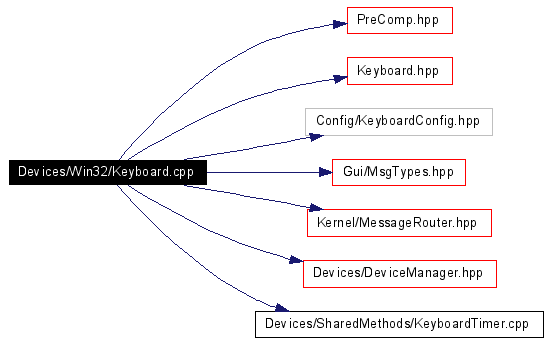 PreComp.hpp
Keyboard.hpp
Config/KeyboardConfig.hpp
Devices/Win32/Keyboard.cpp
Gui/MsgTypes.hpp
Kernel/MessageRouter.hpp
Devices/DeviceManager.hpp
Devices/SharedMethods/KeyboardTimer.cpp